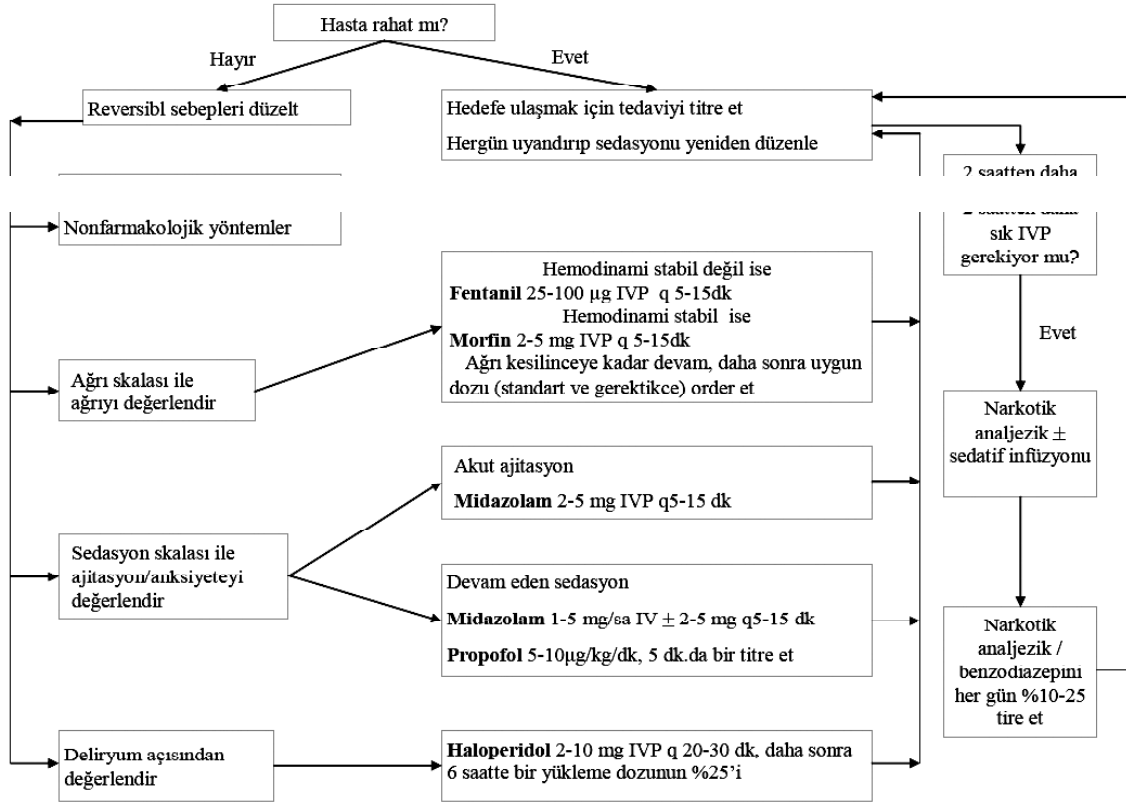 Hasta rahat mı?
Hayır
Evet
Reversibl sebepleri düzelt
Hedefe ulaşmak için tedaviyi titre et
Hergün uyandırıp sedasyonu yeniden düzenle
2 saatten daha
2 saatten daha
sık IVP
gerekiyor mu?
Nonfarmakolojik yöntemler
Hemodinami stabil değil ise
Fentanil 25-100 µg IVP q 5-15dk
Hemodinami stabil ise
Morfin 2-5 mg IVP q 5-15dk
Ağrı kesilinceye kadar devam, daha sonra uygun
dozu (standart ve gerektikce) order et
Evet
Ağrı skalası ile
ağrıyı değerlendir
Narkotik
analjezik ±
sedatif infüzyonu
Akut ajitasyon
Midazolam 2-5 mg IVP q5-15 dk
Sedasyon skalası ile
ajitasyon/anksiyeteyi
değerlendir
Devam eden sedasyon
Midazolam 1-5 mg/sa IV ± 2-5 mg q5-15 dk
Propofol 5-10µg/kg/dk, 5 dk.da bir titre et
Narkotik
analjezik /
benzodiazepini
her gün %10-25
tire et
Deliryum açısından
değerlendir
Haloperidol 2-10 mg IVP q 20-30 dk, daha sonra
6 saatte bir yükleme dozunun %25’i